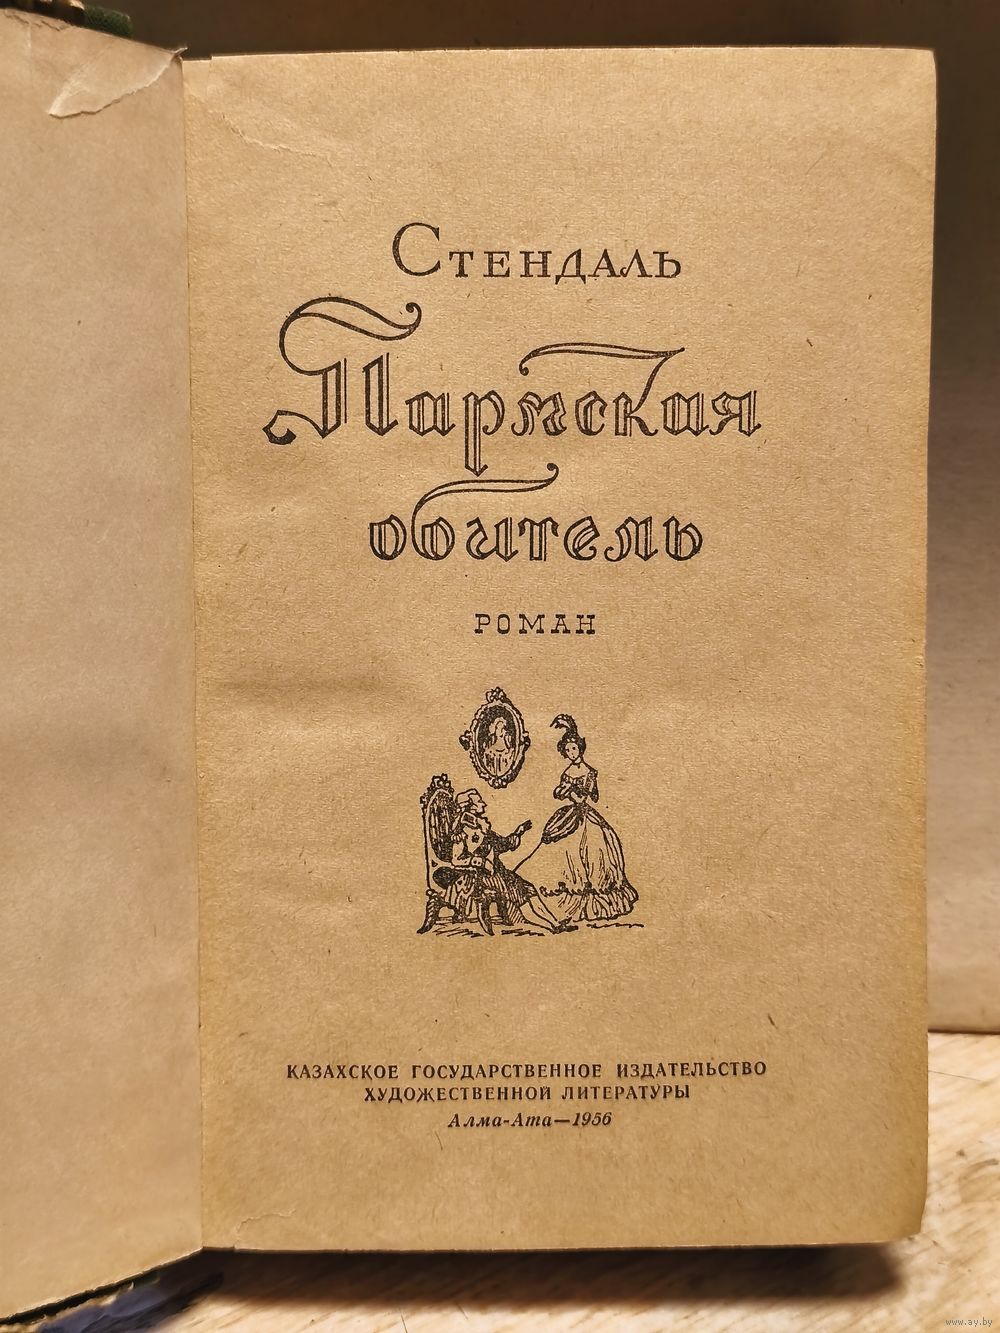 Стендаль
Пармская
обитель
РОМАН
КАЗАХСКОЕ ГОСУДАРСТВЕННОЕ ИЗДАТЕЛЬСТВО
ХУДОЖЕСТВЕННОЙ ЛИТЕРАТУРЫ
Алма-Ата—1956
www.ay.by